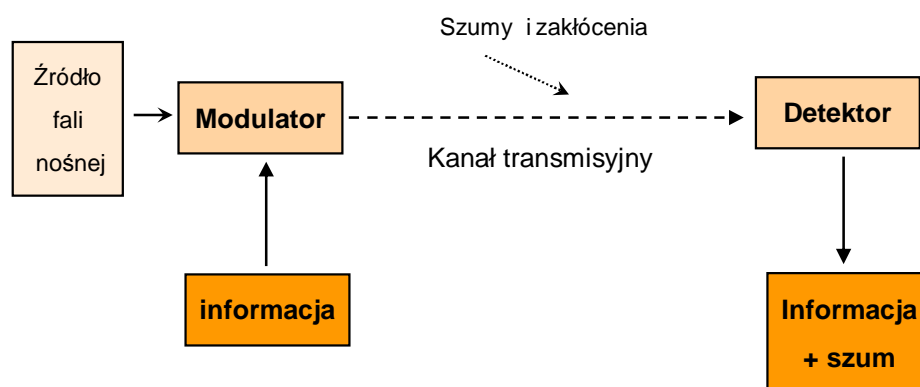 Szumy i zakłócenia
Źródło
fali
nośnej
Modulator
Detektor
Kanał transmisyjny
informacja
Informacja
+ szum